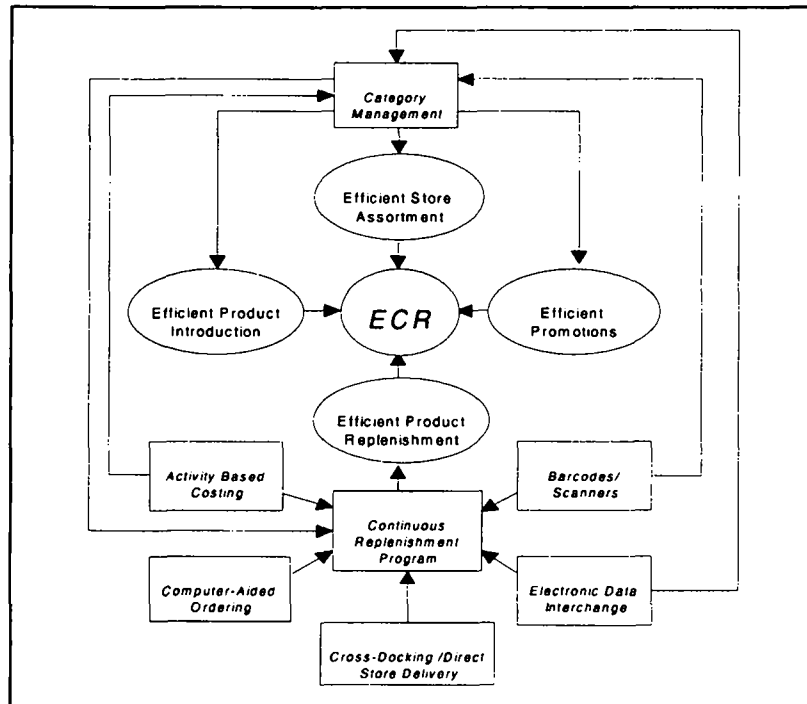 Category
Management
Efficient Store
Assortment
Efficient Product
Introduction
ECR
Efficient
Promotions
Efficient Product
Replenishment
Activity Based
Costing
Barcodes/
Scanners
Continuous
Replenishment
Program
Computer-Aided
Ordering
Electronic Data
Interchange
Cross-Docking /Direct
Store Delivery